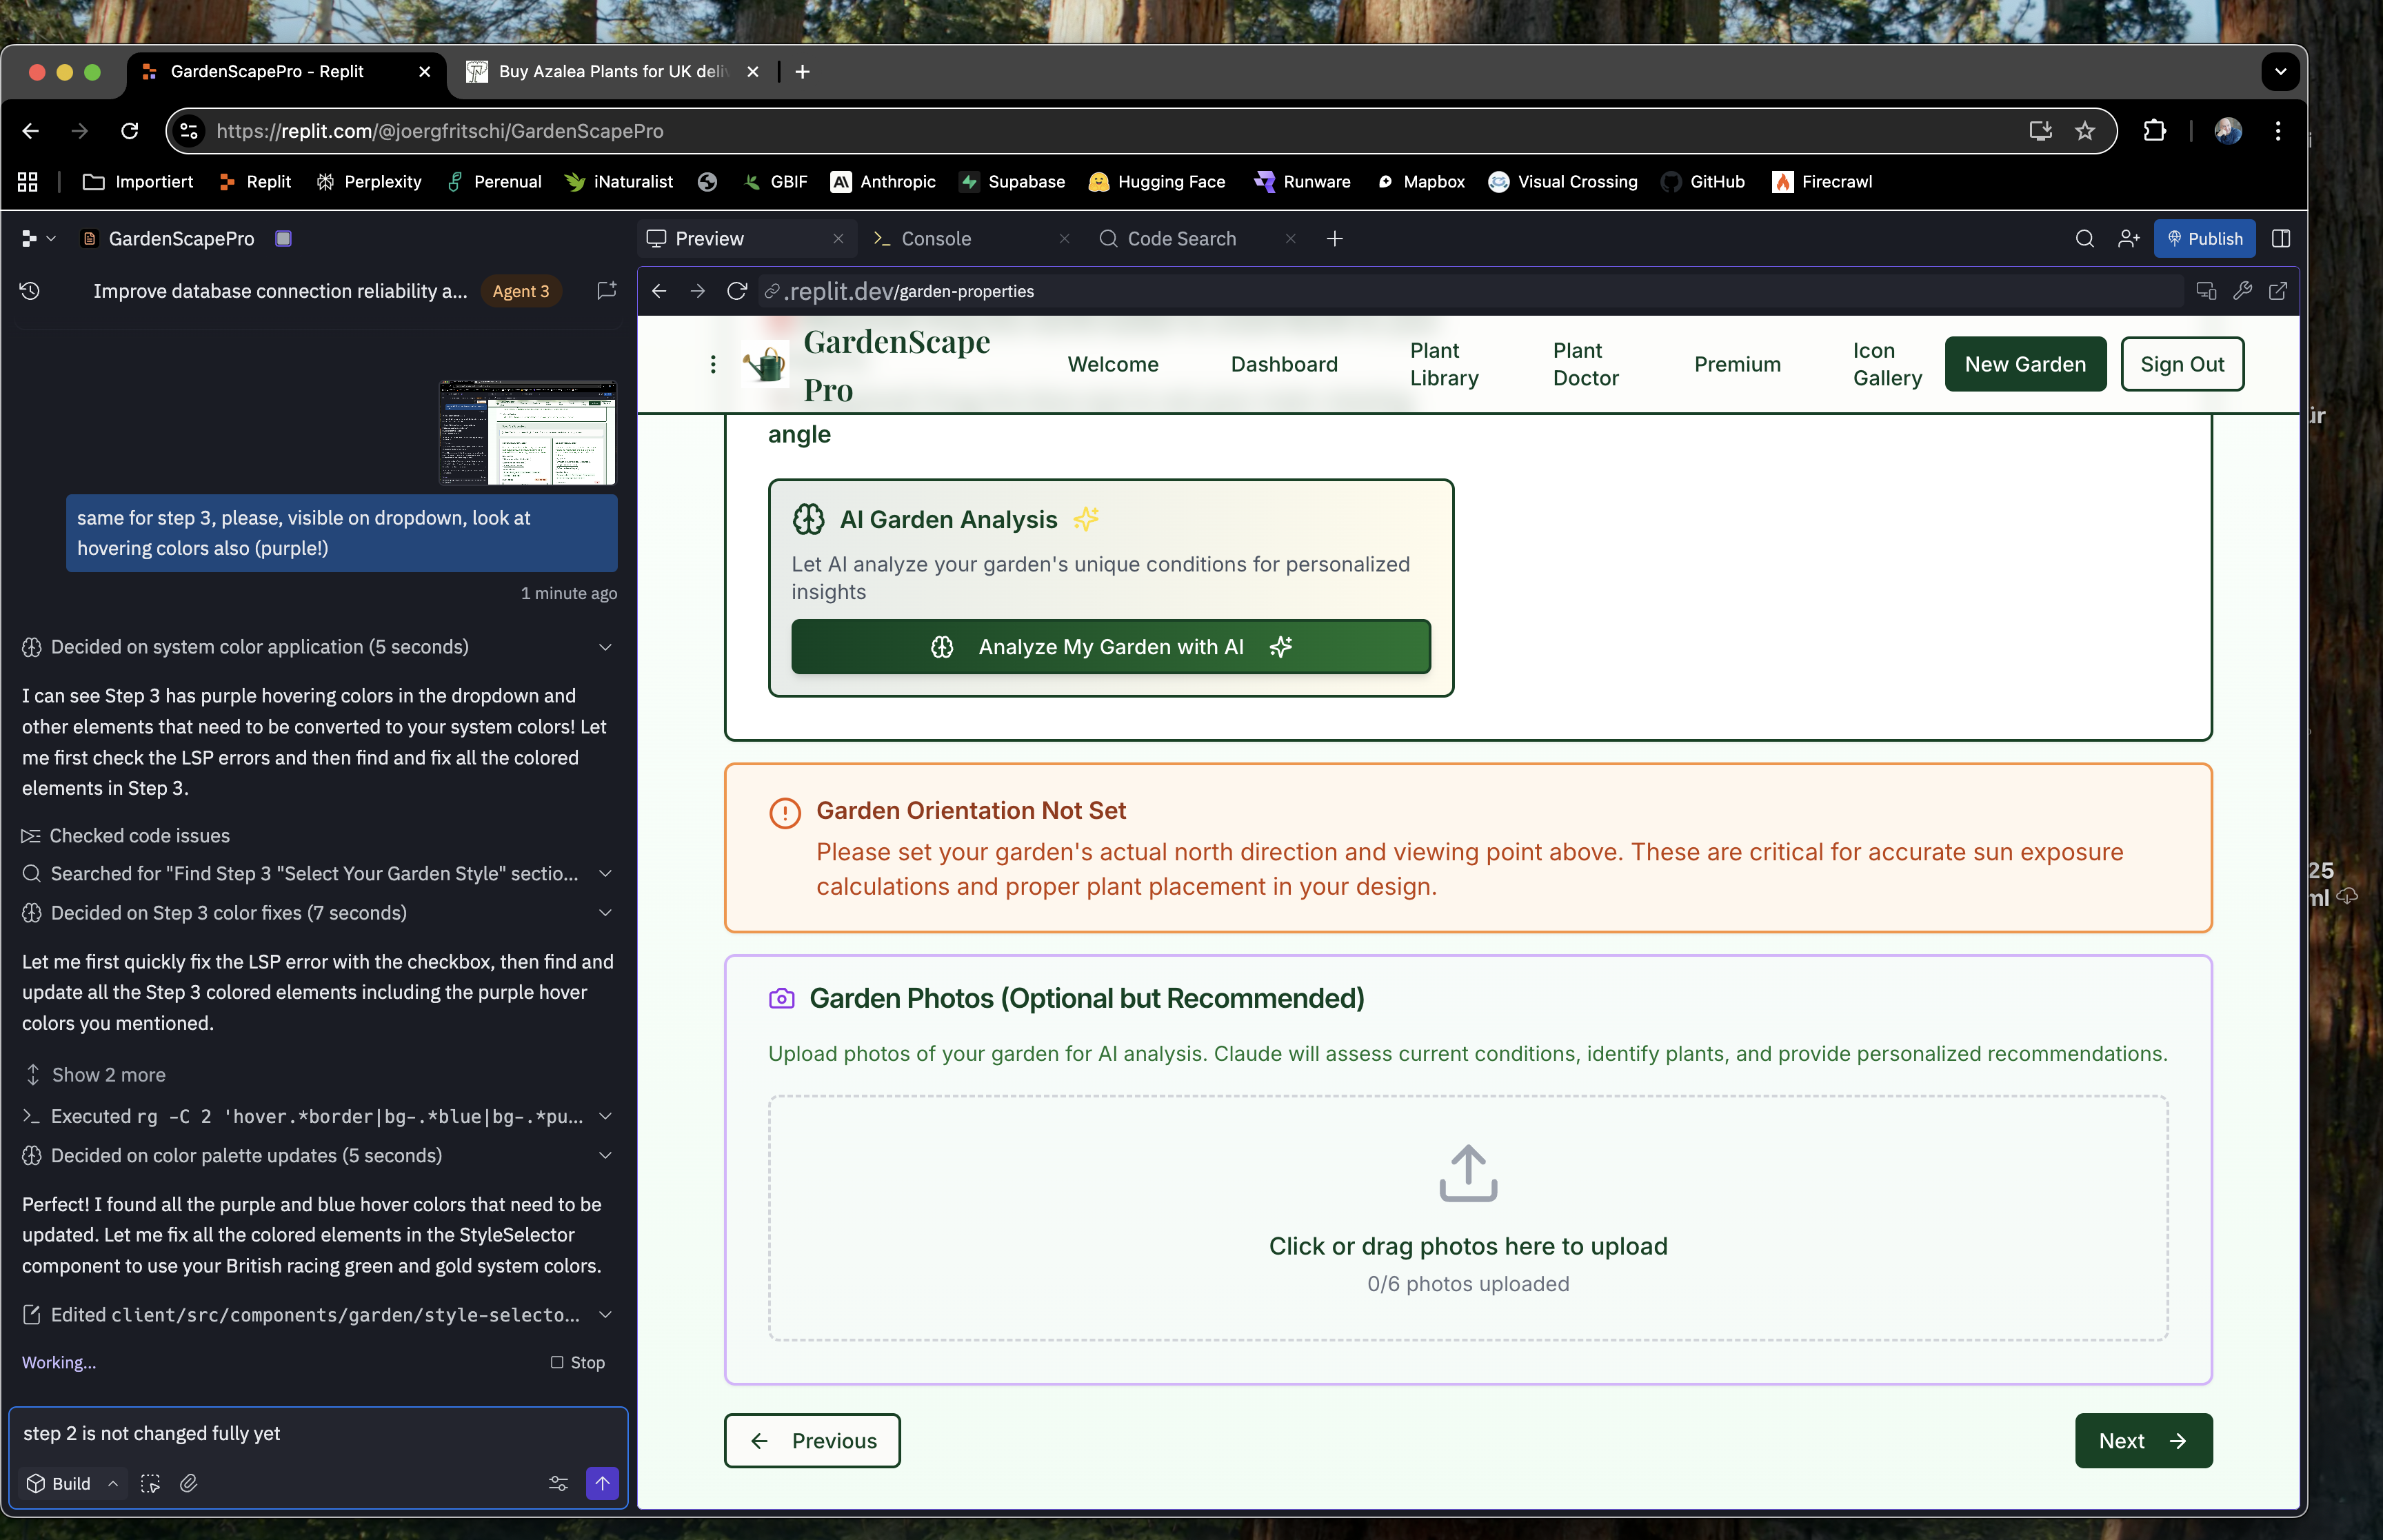 GardenScapePro - Replit
Buy Azalea Plants for UK deli
https://replit.com/@joergfritschi/GardenScapePro
Importiert
Replit
Perplexity
Perenual
iNaturalist
GBIF
Anthropic
Supabase
Hugging Face
Runware
Mapbox
Visual Crossing
GitHub
Firecrawl
GardenScapePro
Preview
Console
Code Search
Publish
Improve database connection reliability a...
Agent 3
.replit.dev/garden-properties
same for step 3, please, visible on dropdown, look at
hovering colors also (purple!)
1 minute ago
Decided on system color application (5 seconds)
I can see Step 3 has purple hovering colors in the dropdown and
other elements that need to be converted to your system colors! Let
me first check the LSP errors and then find and fix all the colored
elements in Step 3.
Checked code issues
Searched for "Find Step 3 "Select Your Garden Style" sectio...
Decided on Step 3 color fixes (7 seconds)
Let me first quickly fix the LSP error with the checkbox, then find and
update all the Step 3 colored elements including the purple hover
colors you mentioned.
Show 2 more
Executed rg -C 2 'hover.*border|bg-.*blue|bg-.*pu...
Decided on color palette updates (5 seconds)
Perfect! I found all the purple and blue hover colors that need to be
updated. Let me fix all the colored elements in the StyleSelector
component to use your British racing green and gold system colors.
Edited client/src/components/garden/style-selecto...
Working...
Stop
step 2 is not changed fully yet
Build
GardenScape
Pro
Welcome
Dashboard
Plant
Library
Plant
Doctor
Premium
Icon
Gallery
New Garden
Sign Out
angle
AI Garden Analysis
Let AI analyze your garden's unique conditions for personalized
insights
Analyze My Garden with AI
Garden Orientation Not Set
Please set your garden's actual north direction and viewing point above. These are critical for accurate sun exposure
calculations and proper plant placement in your design.
Garden Photos (Optional but Recommended)
Upload photos of your garden for AI analysis. Claude will assess current conditions, identify plants, and provide personalized recommendations.
Click or drag photos here to upload
0/6 photos uploaded
Previous
Next
ür
25
ml